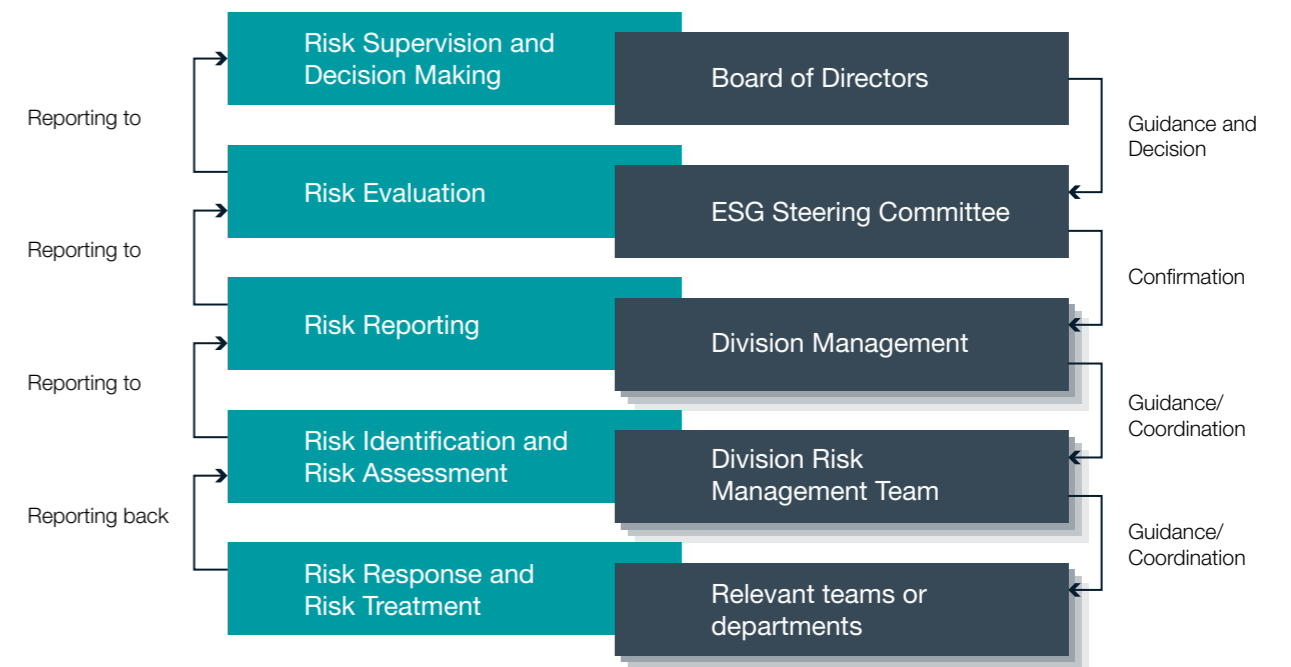 Risk Supervision and
Decision Making
Board of Directors
Reporting to
Guidance and
Decision
Risk Evaluation
ESG Steering Committee
Reporting to
Confirmation
Risk Reporting
Division Management
Reporting to
Guidance/
Coordination
Risk Identification and
Risk Assessment
Division Risk
Management Team
Reporting back
Guidance/
Coordination
Risk Response and
Risk Treatment
Relevant teams or
departments